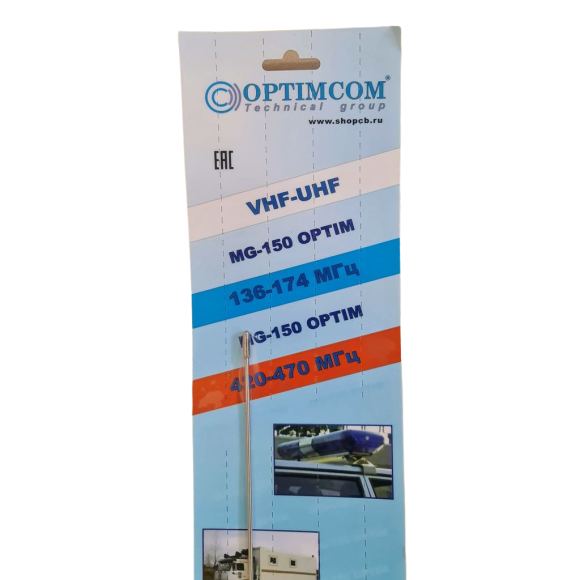 OPTIMCOM®
Technical group
www.shopcb.ru
EAC
VHF-UHF
MG-150 OPTIM
136-174 МГц
MG-150 OPTIM
420-470 МГц